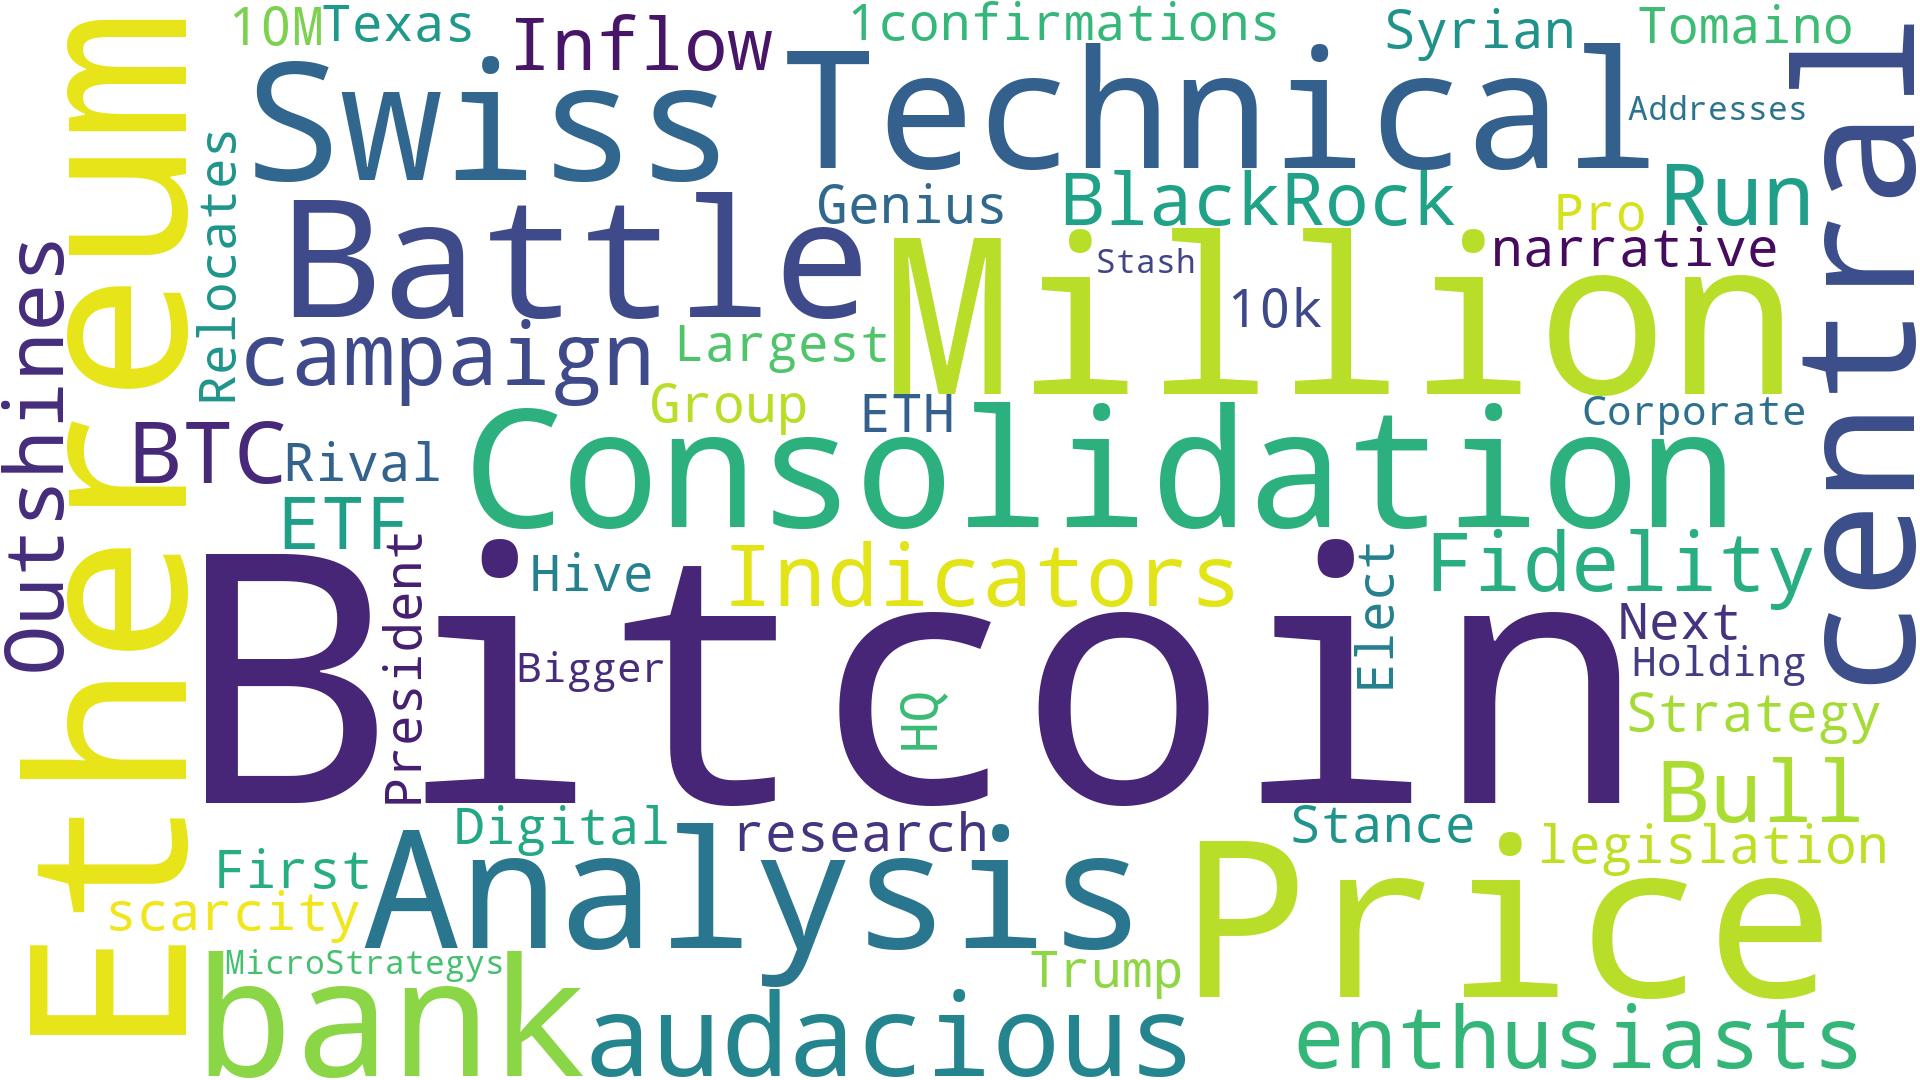 10M
Texas
Inflow
1confirmations
Syrian
Tomaino
Swiss
Technical
Addresses
Ethereum
central
Relocates
Battle
Genius
BlackRock
Pro
Run
narrative
Stash
Million
10k
Outshines
campaign
Largest
Group
ETH
Corporate
BTC
Rival
Consolidation
ETF
President
Hive
Indicators
Elect
Fidelity
Bitcoin
Bigger
HQ
Next
Holding
Strategy
Bull
Digital
research
Stance
legislation
First
scarcity
Analysis
Price
MicroStrategys
Trump
bank
audacious
enthusiasts